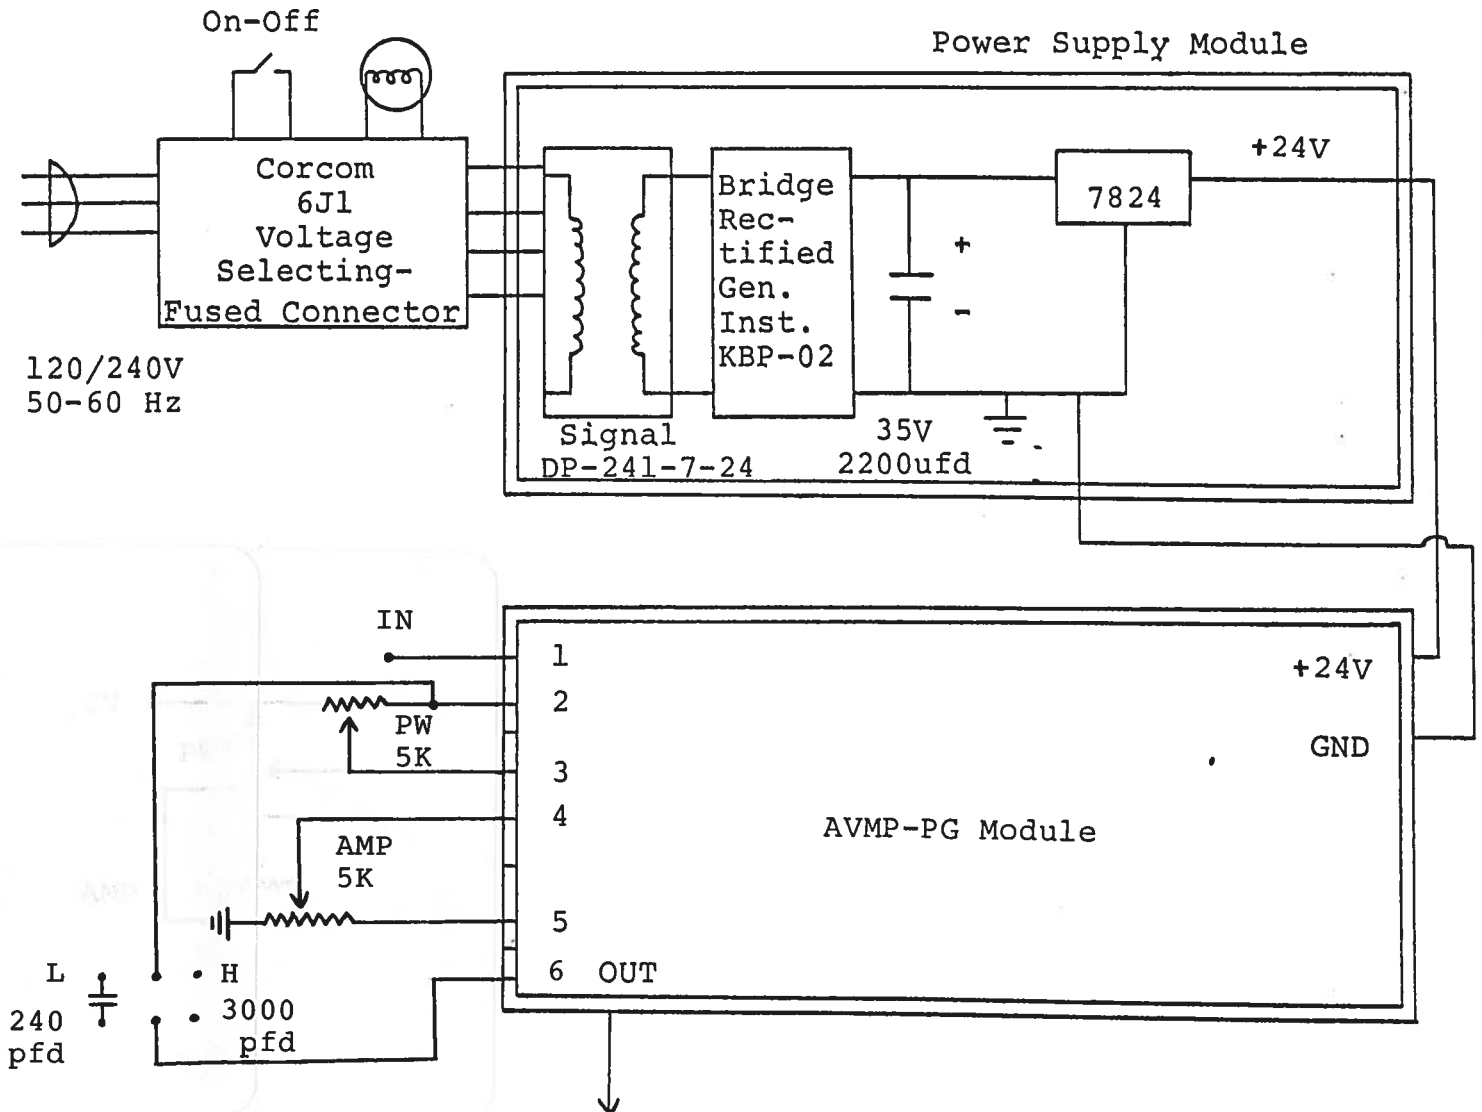 On-Off
Power Supply Module
Corcom
6J1
Voltage
Selecting-
Fused Connector
120/240V
50-60 Hz
Bridge
Rec-
tified
Gen.
Inst.
KBP-02
+
-
7824
+24V
Signal
DP-241-7-24
35V
2200ufd
IN
1
2
PW
5K
3
4
AMP
5K
5
6 OUT
+24V
GND
AVMP-PG Module
L
240
pfd
H
3000
pfd